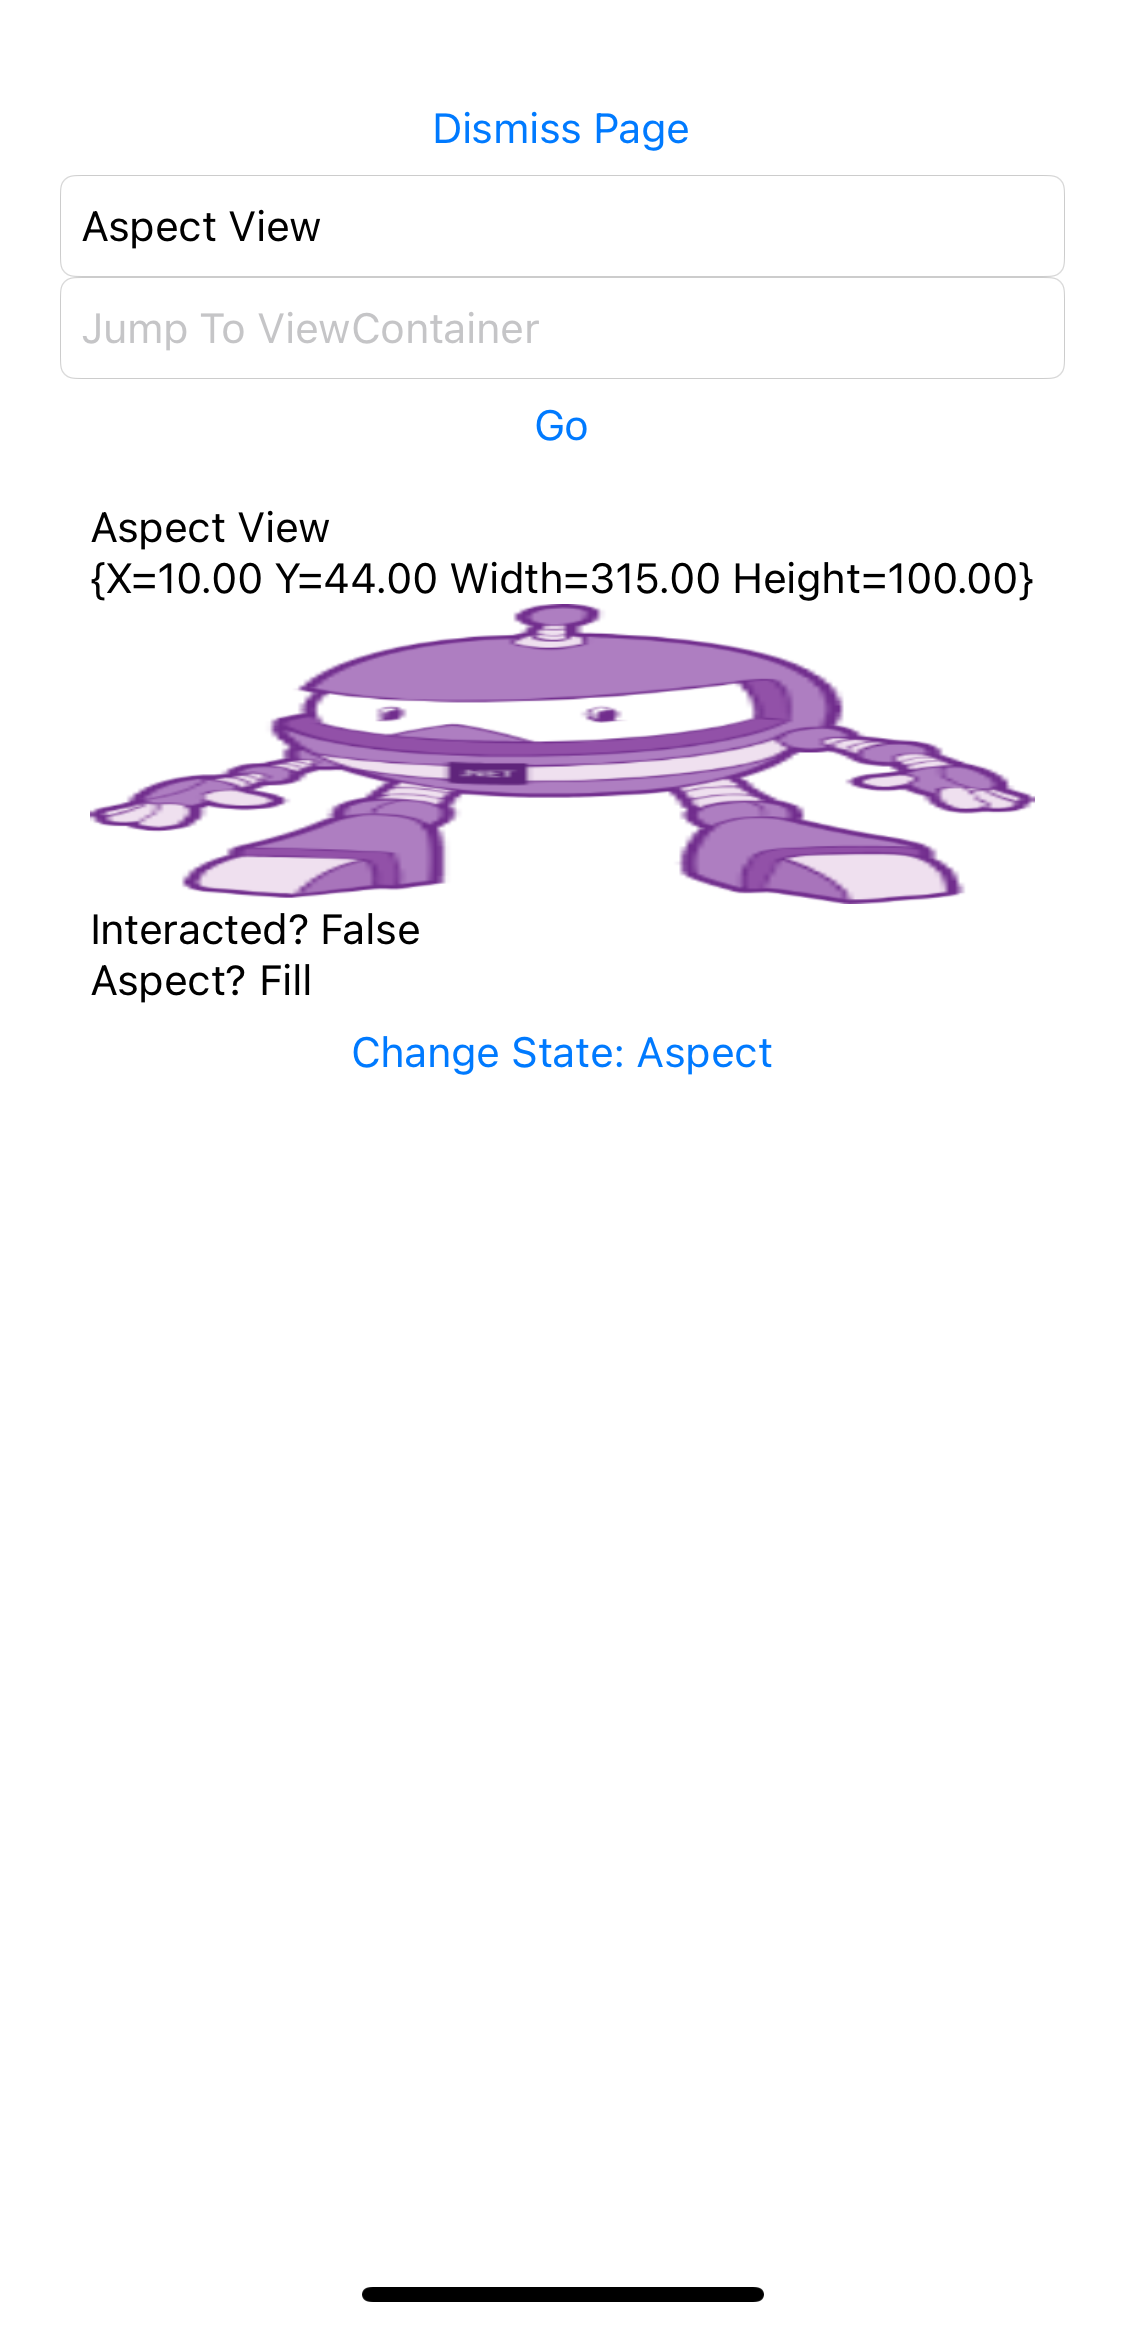 Dismiss Page
Aspect View
Jump To ViewContainer
Go
Aspect View
{X=10.00 Y=44.00 Width=315.00 Height=100.00}
.NET
Interacted? False
Aspect? Fill
Change State: Aspect